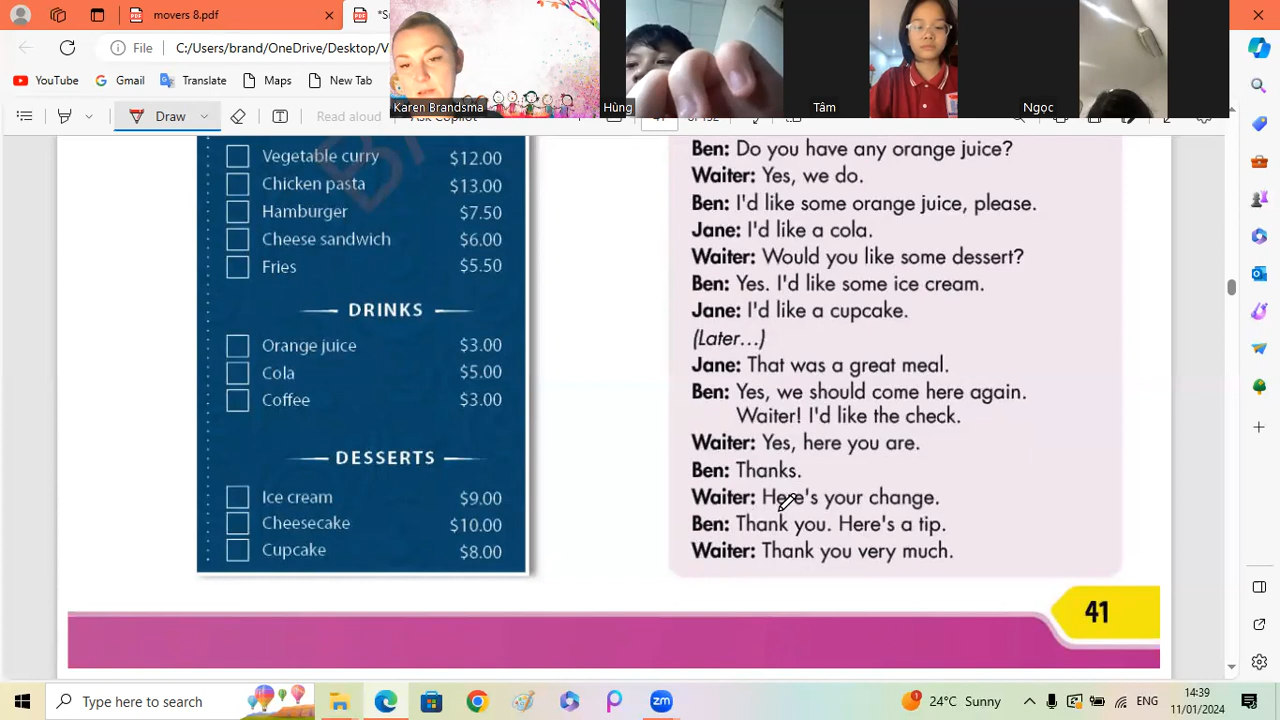 movers 8.pdf
File
C:/Users/brand/OneDrive/Desktop/V
YouTube
Gmail
Translate
Maps
New Tab
Karen Brandsma
Hùng
Tâm
Ngọc
Draw
Read aloud
Vegetable curry $12.00
Chicken pasta $13.00
Hamburger $7.50
Cheese sandwich $6.00
Fries $5.50
DRINKS
Orange juice $3.00
Cola $5.00
Coffee $3.00
DESSERTS
Ice cream $9.00
Cheesecake $10.00
Cupcake $8.00
Ben: Do you have any orange juice?
Waiter: Yes, we do.
Ben: I'd like some orange juice, please.
Jane: I'd like a cola.
Waiter: Would you like some dessert?
Ben: Yes. I'd like some ice cream.
Jane: I'd like a cupcake.
(Later...)
Jane: That was a great meal.
Ben: Yes, we should come here again.
Waiter! I'd like the check.
Waiter: Yes, here you are.
Ben: Thanks.
Waiter: Here's your change.
Ben: Thank you. Here's a tip.
Waiter: Thank you very much.
41
Type here to search
24°C Sunny
ENG
14:39
11/01/2024